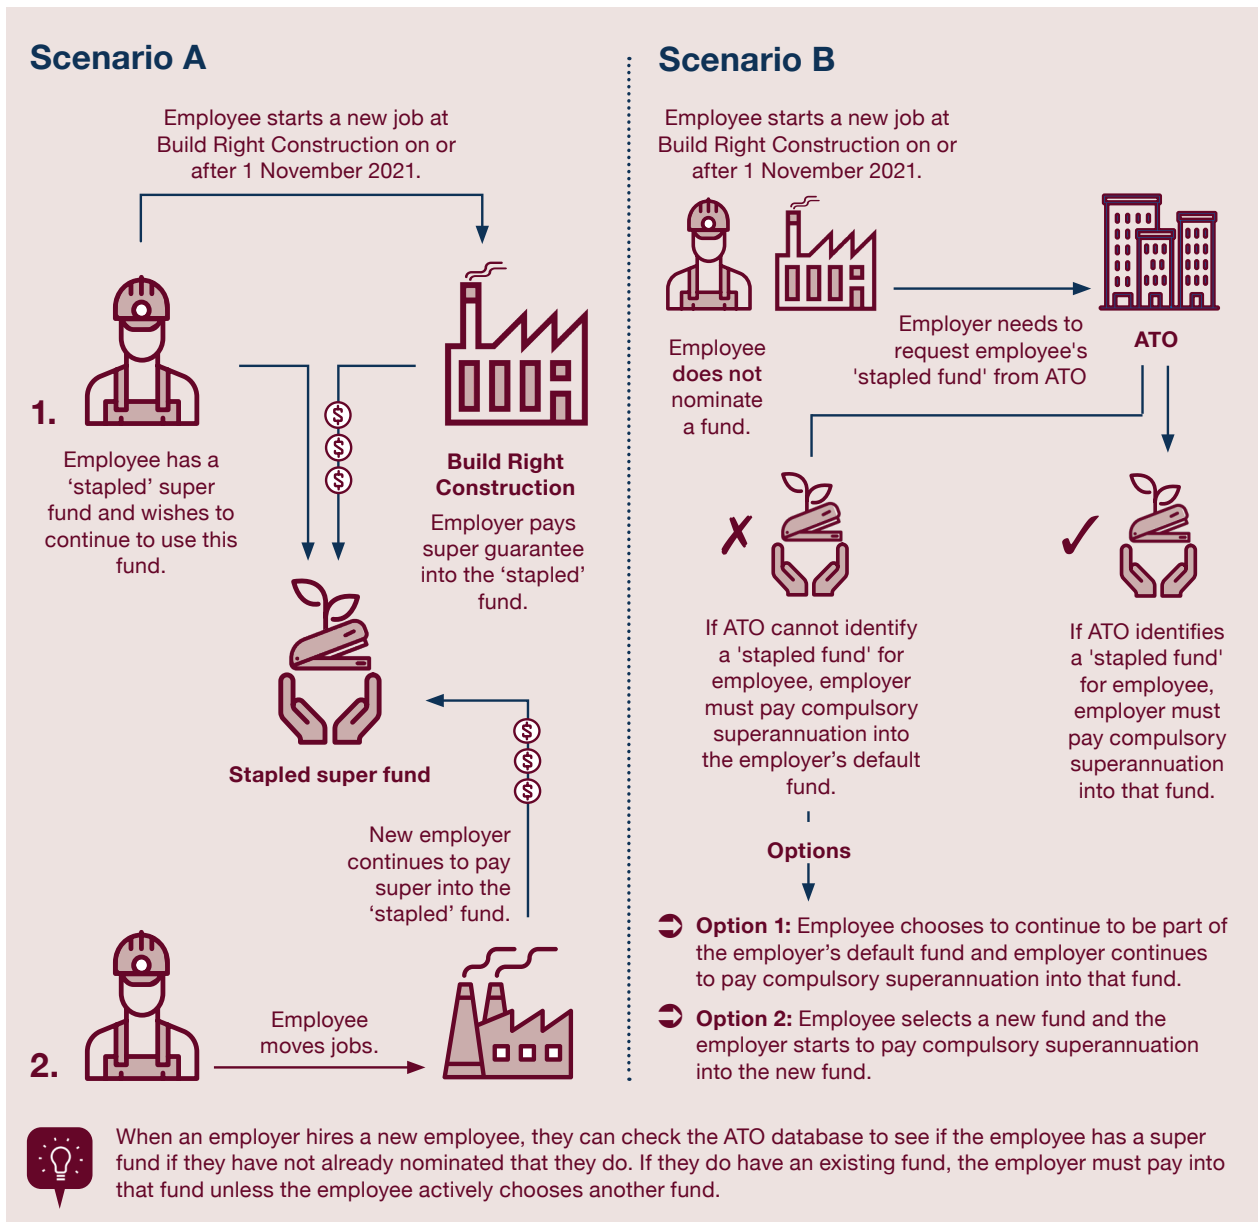 Scenario A
Employee starts a new job at
Build Right Construction on or
after 1 November 2021.
1.
Employee has a
‘stapled’ super
fund and wishes to
continue to use this
fund.
$
$
$
Build Right
Construction
Employer pays
super guarantee
into the ‘stapled’
fund.
Stapled super fund
$
$
$
New employer
continues to pay
super into the
‘stapled’ fund.
2.
Employee
moves jobs.
Scenario B
Employee starts a new job at
Build Right Construction on or
after 1 November 2021.
Employee
does not
nominate
a fund.
Employer needs to
request employee's
'stapled fund' from ATO
ATO
If ATO cannot identify
a 'stapled fund' for
employee, employer
must pay compulsory
superannuation into
the employer’s default
fund.
If ATO identifies
a 'stapled fund'
for employee,
employer must
pay compulsory
superannuation
into that fund.
Options
Option 1: Employee chooses to continue to be part of
the employer’s default fund and employer continues
to pay compulsory superannuation into that fund.
Option 2: Employee selects a new fund and the
employer starts to pay compulsory superannuation
into the new fund.
When an employer hires a new employee, they can check the ATO database to see if the employee has a super
fund if they have not already nominated that they do. If they do have an existing fund, the employer must pay into
that fund unless the employee actively chooses another fund.